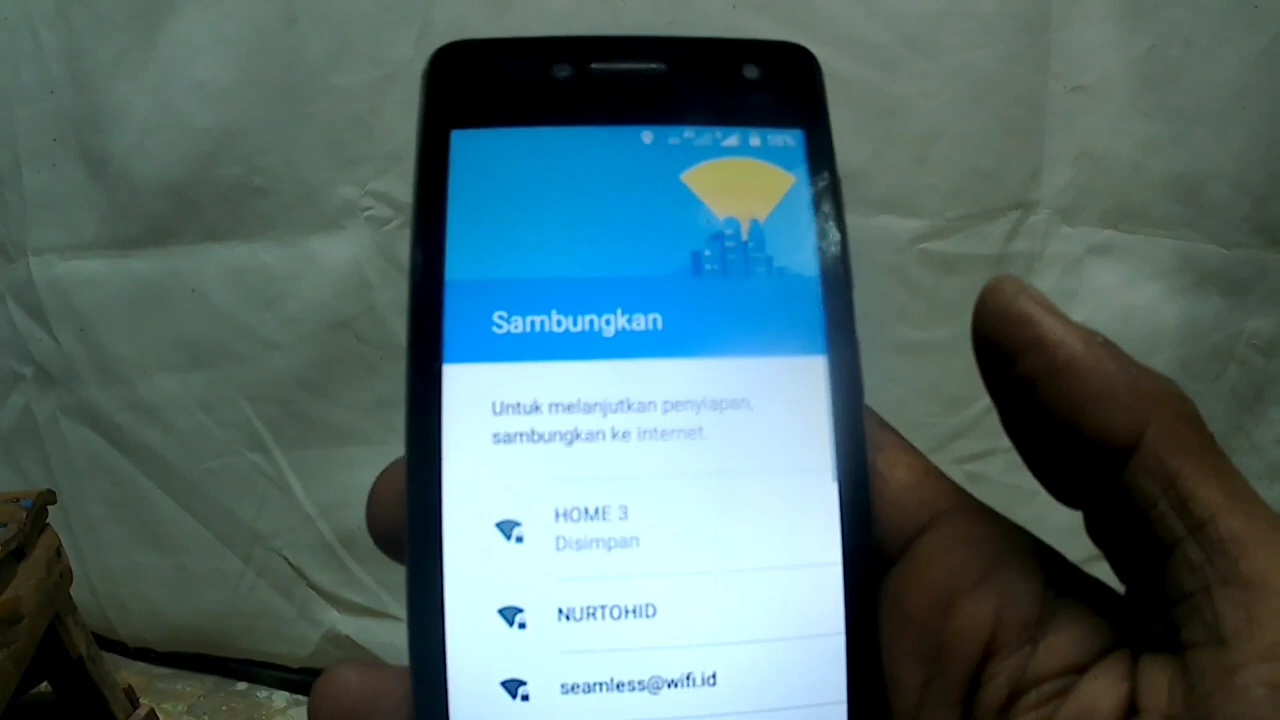 Sambungkan
Untuk melanjutkan penyiapan,
sambungkan ke internet.
HOME 3
Disimpan
NURTOHID
seamless@wifi.id